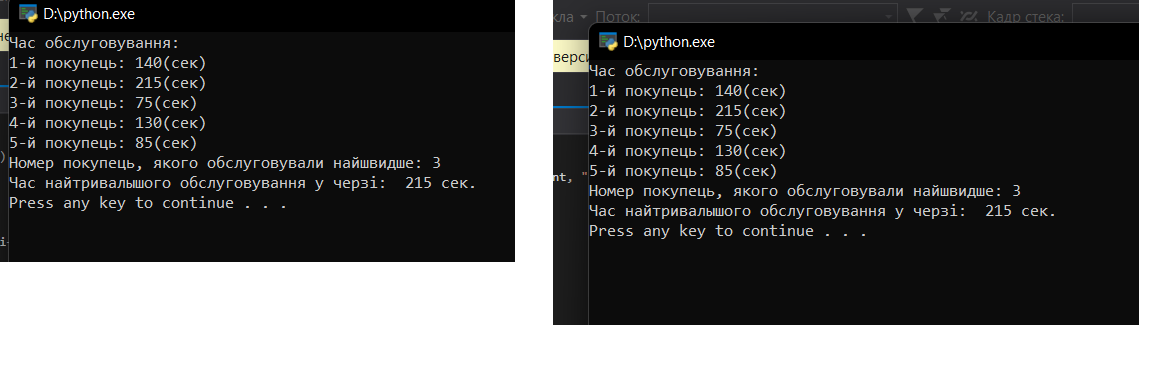 D:\python.exe
Час обслуговування:
1-й покупець: 140(сек)
2-й покупець: 215(сек)
3-й покупець: 75(сек)
4-й покупець: 130(сек)
5-й покупець: 85(сек)
Номер покупець, якого обслуговували найшвидше: 3
Час найтривалышого обслуговування у черзі:  215 сек.
Press any key to continue . . .
Поток:
Кадр стека:
D:\python.exe
Час обслуговування:
1-й покупець: 140(сек)
2-й покупець: 215(сек)
3-й покупець: 75(сек)
4-й покупець: 130(сек)
5-й покупець: 85(сек)
nt, "
Номер покупець, якого обслуговували найшвидше: 3
Час найтривалышого обслуговування у черзі:  215 сек.
Press any key to continue . . .